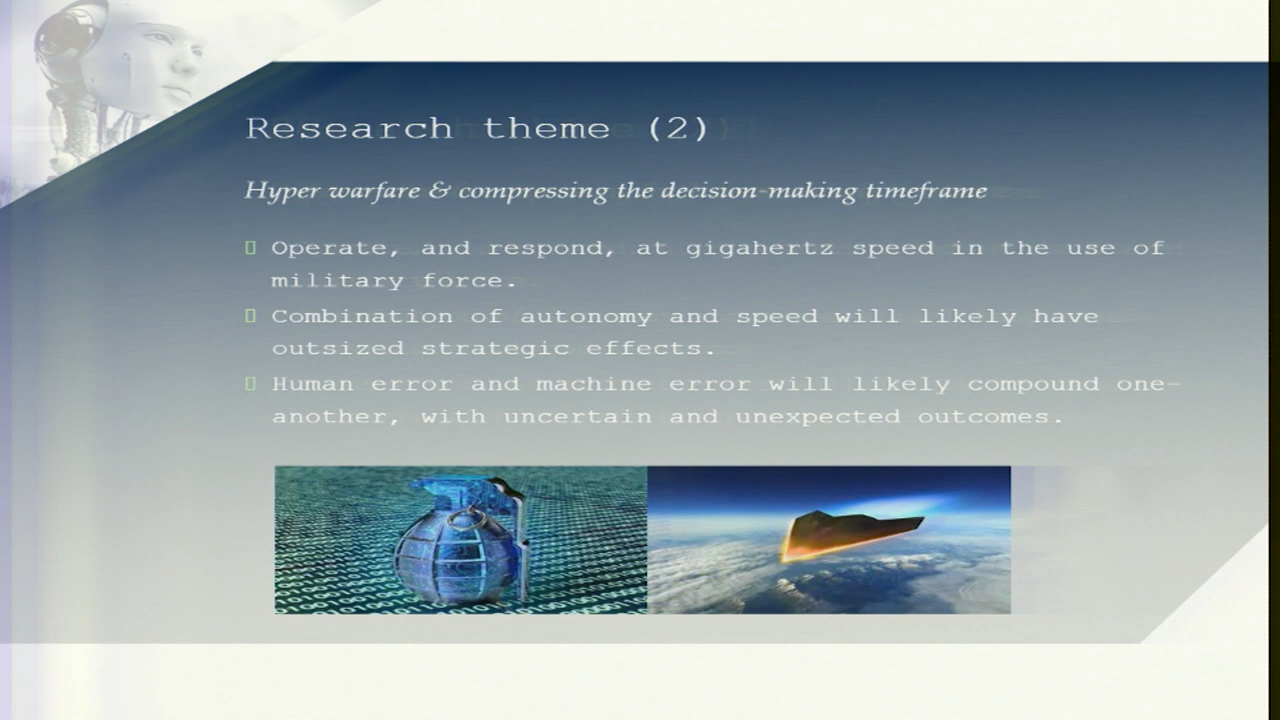 Research theme (2)
Hyper warfare & compressing the decision-making timeframe
Operate, and respond, at gigahertz speed in the use of
military force.
Combination of autonomy and speed will likely have
outsized strategic effects.
Human error and machine error will likely compound one-
another, with uncertain and unexpected outcomes.